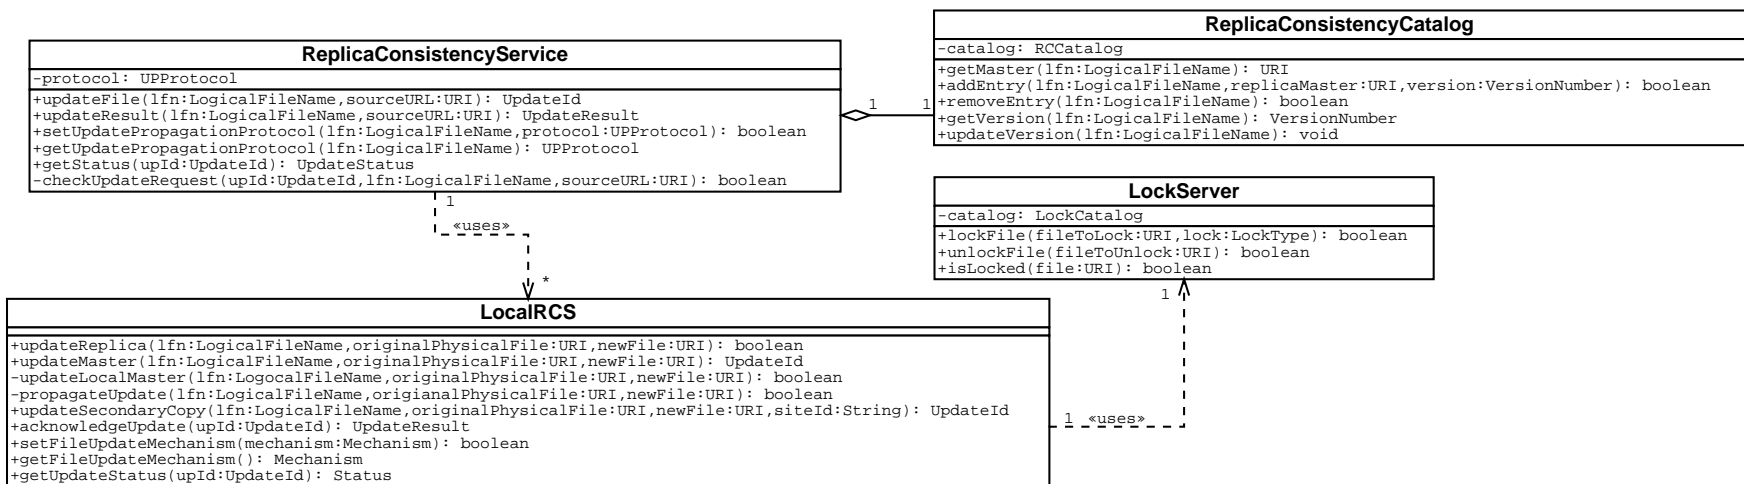 ReplicaConsistencyService
-protocol: UPProtocol
+updateFile(lfn:LogicalFileName,sourceURL:URI): UpdateId
+updateResult(lfn:LogicalFileName,sourceURL:URI): UpdateResult
+setUpdatePropagationProtocol(lfn:LogicalFileName,protocol:UPProtocol): boolean
+getUpdatePropagationProtocol(lfn:LogicalFileName): UPProtocol
+getStatus(upId:UpdateId): UpdateStatus
-checkUpdateRequest(upId:UpdateId,lfn:LogicalFileName,sourceURL:URI): boolean
1
1
ReplicaConsistencyCatalog
-catalog: RCCatalog
+getMaster(lfn:LogicalFileName): URI
+addEntry(lfn:LogicalFileName,replicaMaster:URI,version:VersionNumber): boolean
+removeEntry(lfn:LogicalFileName): boolean
+getVersion(lfn:LogicalFileName): VersionNumber
+updateVersion(lfn:LogicalFileName): void
LockServer
-catalog: LockCatalog
+lockFile(fileToLock:URI,lock:LockType): boolean
+unlockFile(fileToUnlock:URI): boolean
+isLocked(file:URI): boolean
1
«uses»
*
1
LocalRCS
+updateReplica(lfn:LogicalFileName,originalPhysicalFile:URI,newFile:URI): boolean
+updateMaster(lfn:LogicalFileName,originalPhysicalFile:URI,newFile:URI): UpdateId
-updateLocalMaster(lfn:LogocalFileName,originalPhysicalFile:URI,newFile:URI): boolean
-propagateUpdate(lfn:LogicalFileName,origianalPhysicalFile:URI,newFile:URI): boolean
+updateSecondaryCopy(lfn:LogicalFileName,originalPhysicalFile:URI,newFile:URI,siteId:String): UpdateId
+acknowledgeUpdate(upId:UpdateId): UpdateResult
+setFileUpdateMechanism(mechanism:Mechanism): boolean
+getFileUpdateMechanism(): Mechanism
+getUpdateStatus(upId:UpdateId): Status
1 «uses»